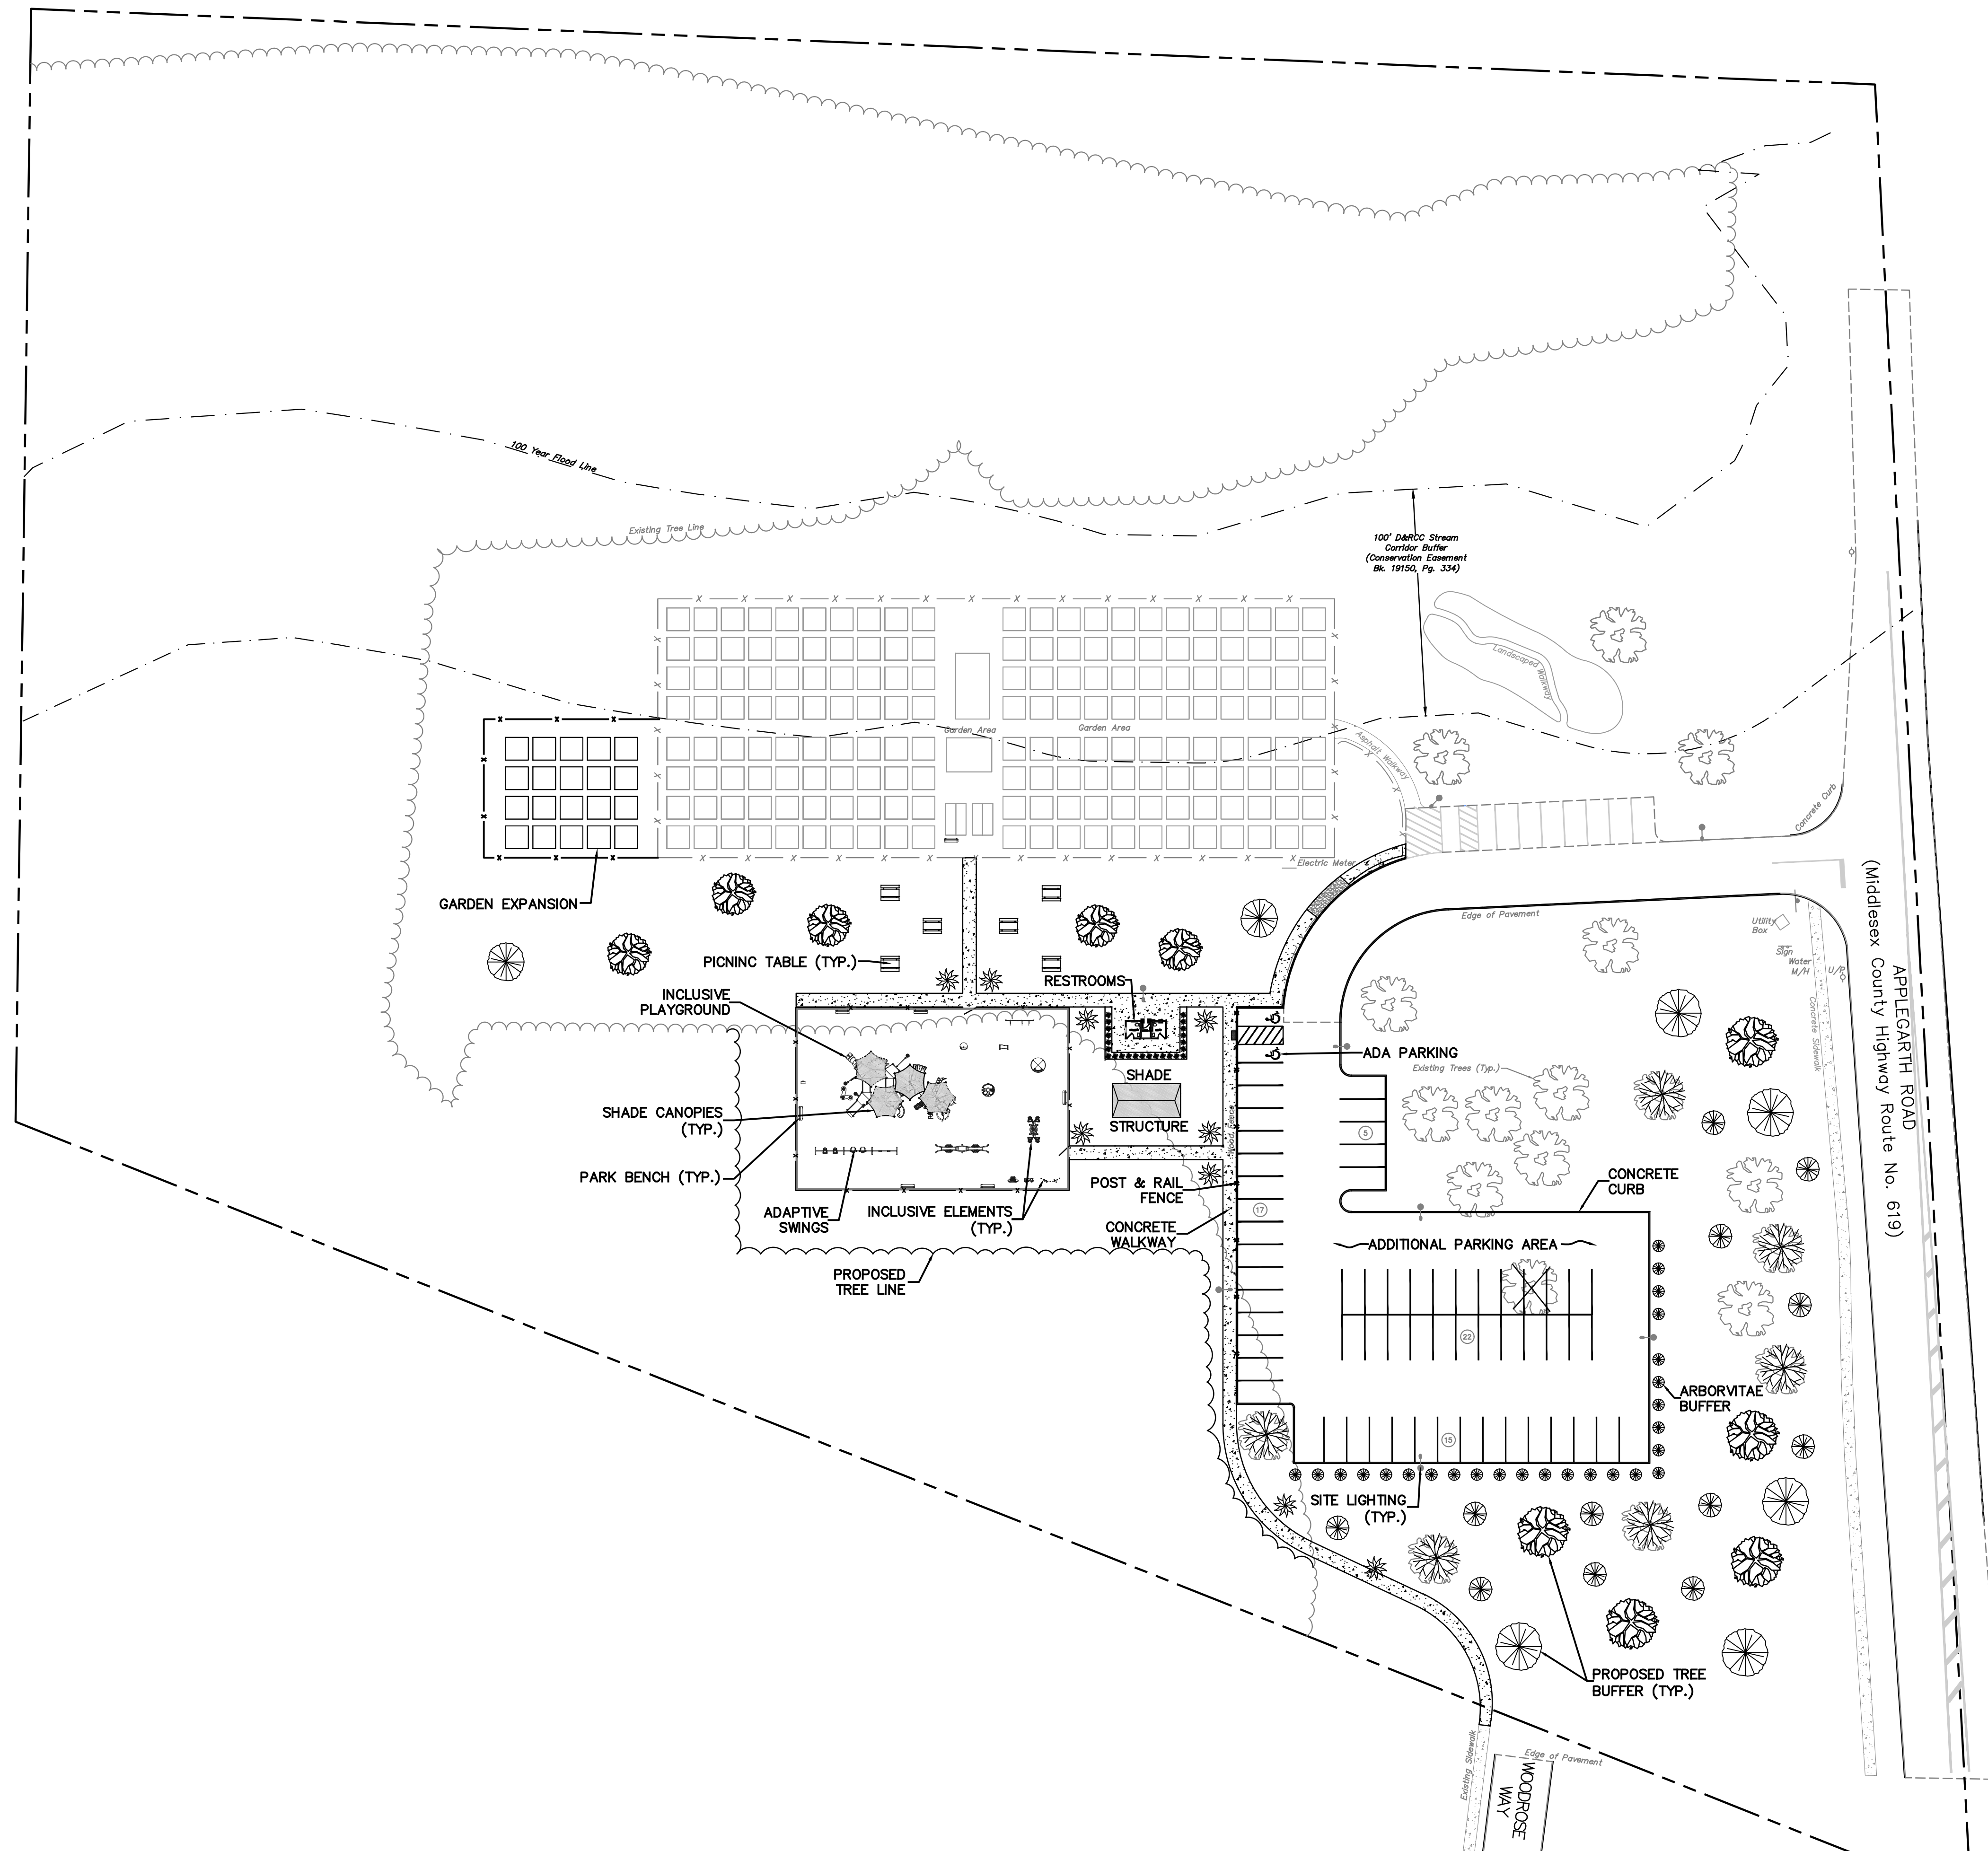 100 Year Flood Line
Existing Tree Line
100' D&RCC Stream
Corridor Buffer
(Conservation Easement
Bk. 19150, Pg. 334)
Landscaped Walkway
Garden Area
Garden Area
Asphalt Walkway
Concrete Curb
Electric Meter
GARDEN EXPANSION
PICNINC TABLE (TYP.)
RESTROOMS
INCLUSIVE
PLAYGROUND
Edge of Pavement
Utility
Box
Sign
Water
M/H
U/P
Concrete Sidewalk
APPLEGARTH ROAD
(Middlesex County Highway Route No. 619)
ADA PARKING
Existing Trees (Typ.)
SHADE
STRUCTURE
SHADE CANOPIES
(TYP.)
5
PARK BENCH (TYP.)
POST & RAIL
FENCE
CONCRETE
CURB
ADAPTIVE
SWINGS
INCLUSIVE ELEMENTS
(TYP.)
17
CONCRETE
WALKWAY
ADDITIONAL PARKING AREA
PROPOSED
TREE LINE
22
ARBORVITAE
BUFFER
15
SITE LIGHTING
(TYP.)
PROPOSED TREE
BUFFER (TYP.)
Existing Sidewalk
Edge of Pavement
WOODROSE
WAY